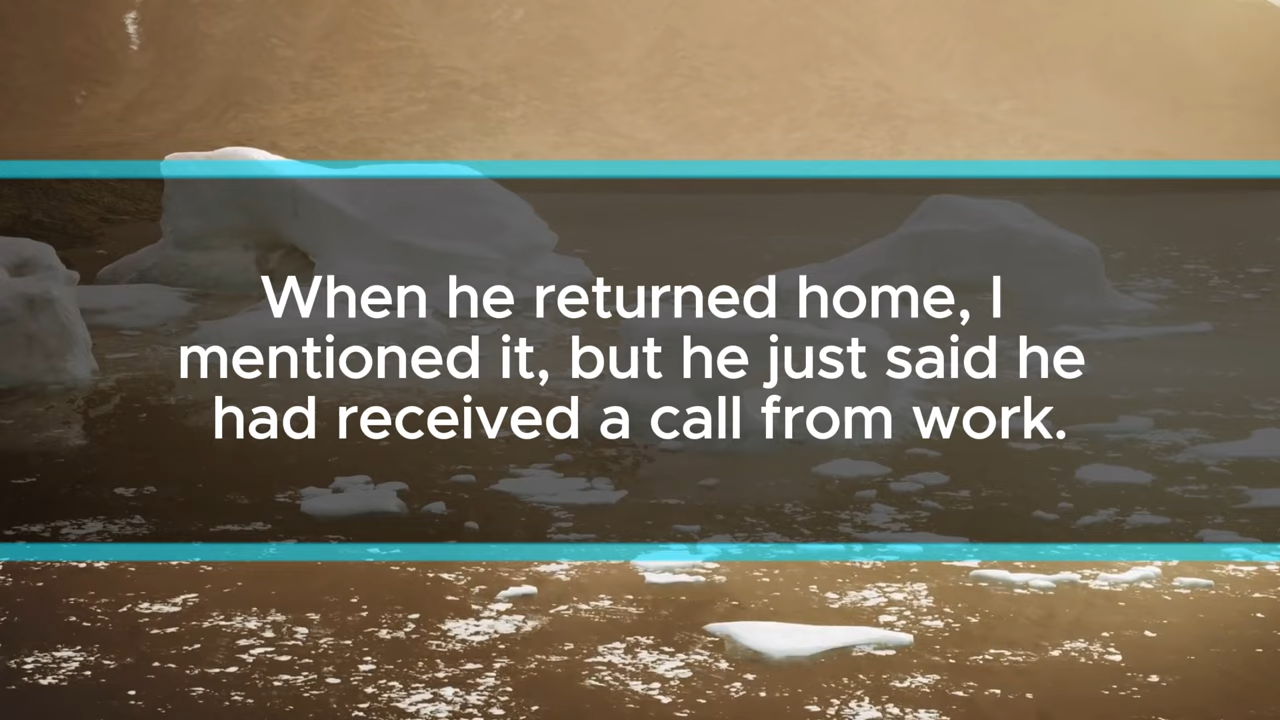 When he returned home, I
mentioned it, but he just said he
had received a call from work.